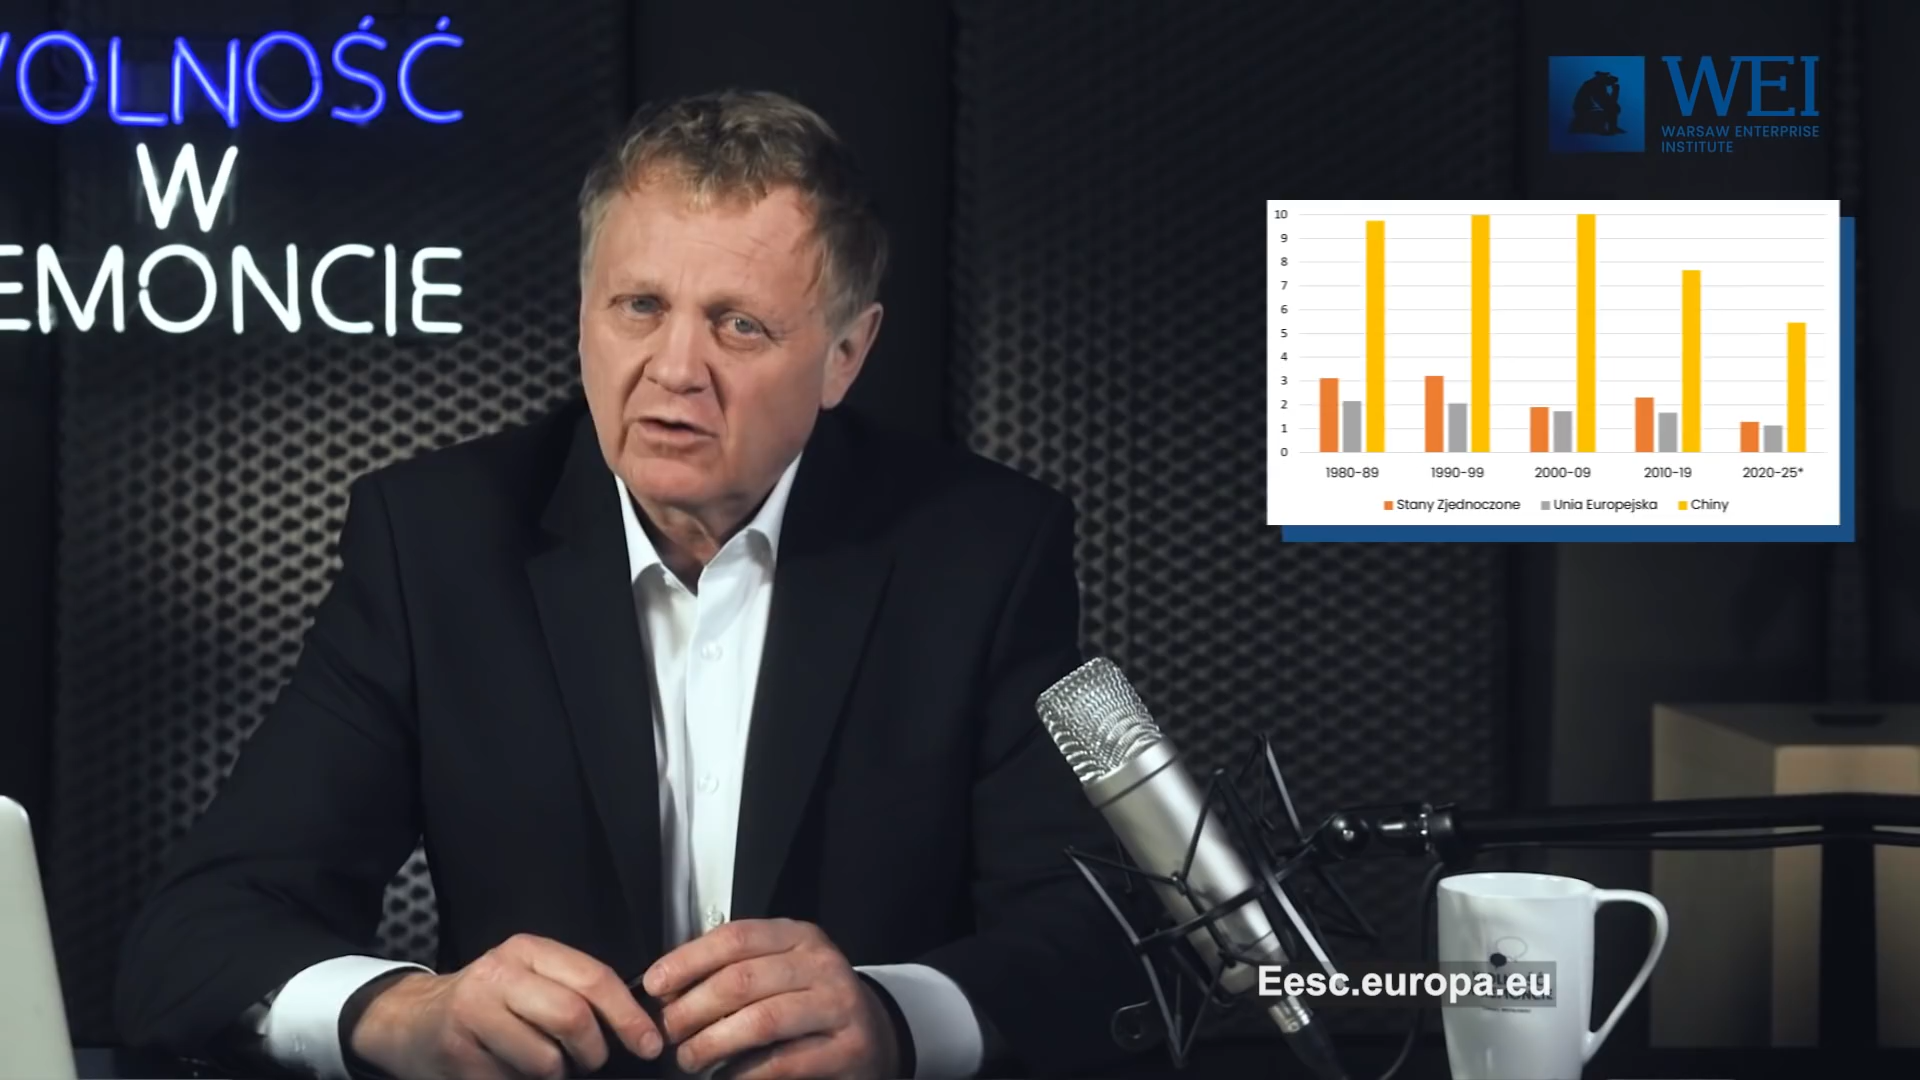 WOLNOŚĆ
W
EMONCIE
WEI
WARSAW ENTERPRISE
INSTITUTE
10
9
8
7
6
5
4
3
2
1
0
1980-89
1990-99
2000-09
2010-19
2020-25*
Stany Zjednoczone
Unia Europejska
Chiny
Eesc.europa.eu